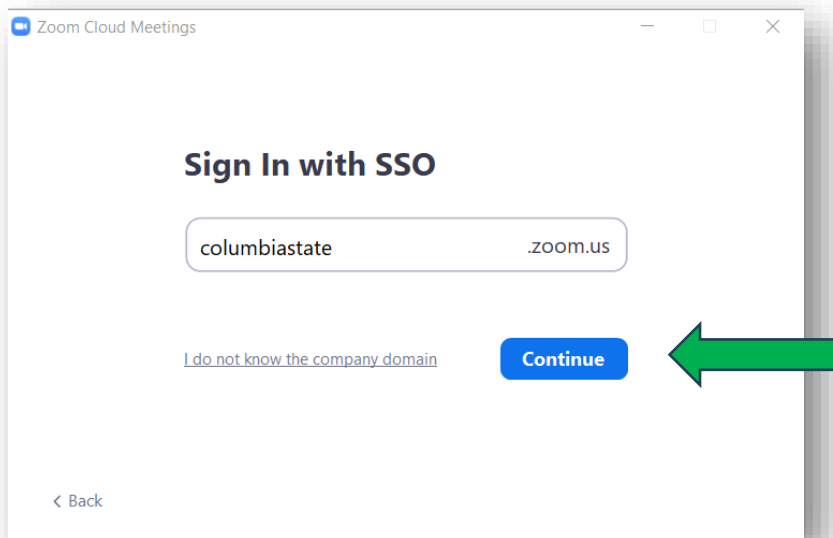 Zoom Cloud Meetings
Sign In with SSO
columbiastate .zoom.us
I do not know the company domain Continue
Back